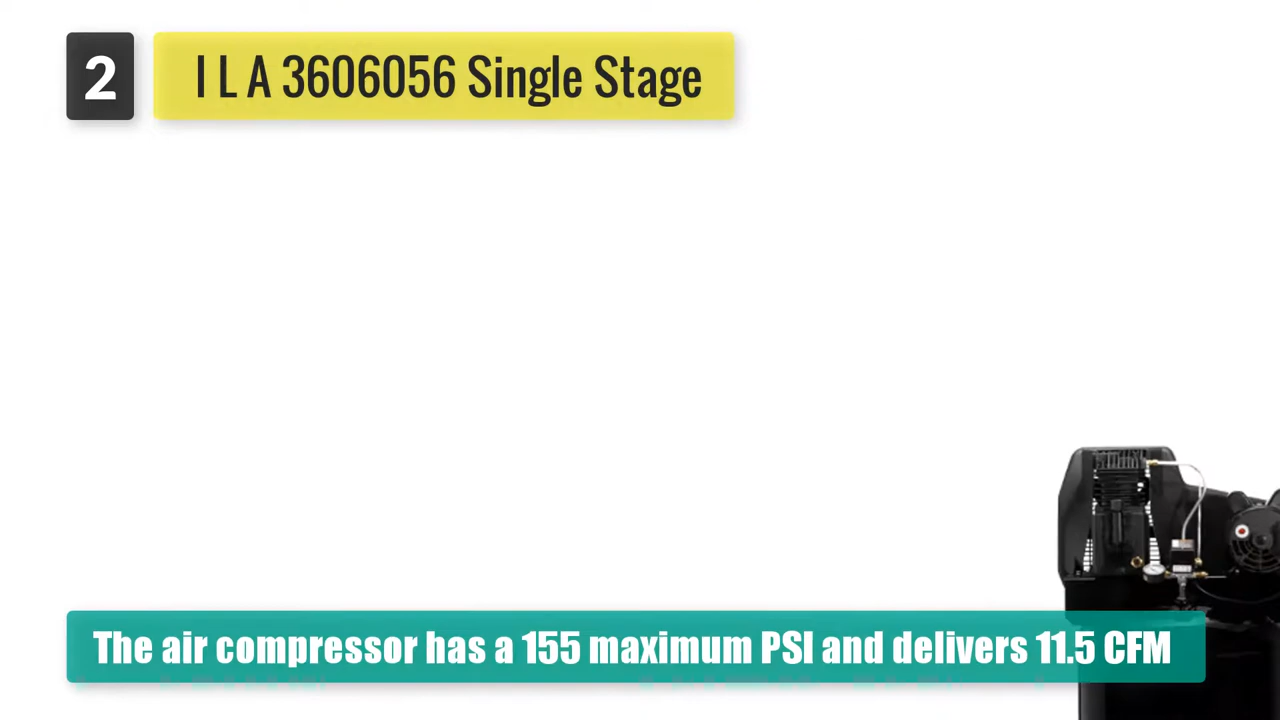 2
I L A 3606056 Single Stage
The air compressor has a 155 maximum PSI and delivers 11.5 CFM